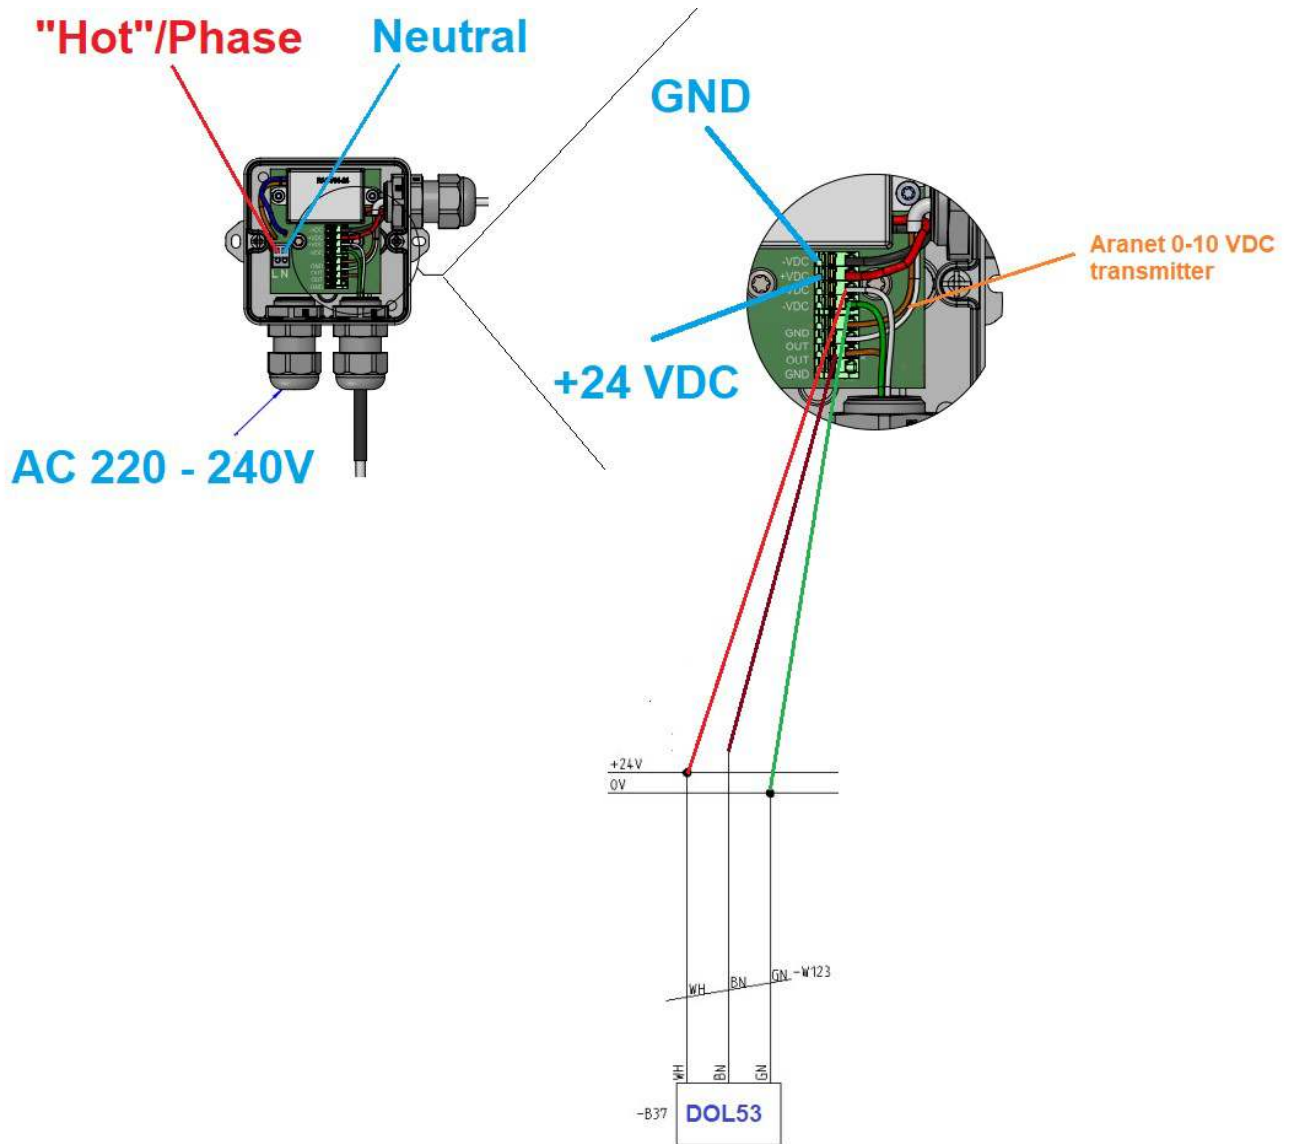 "Hot"/Phase
Neutral
GND
L N
-VDC
+VDC
-VDC
GND
OUT
OUT
GND
Aranet 0-10 VDC
transmitter
+24 VDC
AC 220 - 240V
+24V
0V
WH
BN
GN
-W123
WH
BN
GN
-B37
DOL53